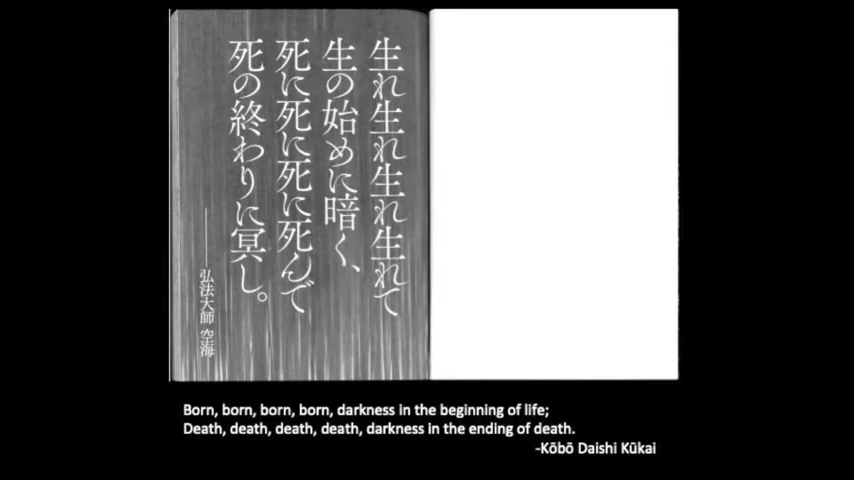 生れ生れ生れ生れて
生の始めに暗く、
死に死に死に死んで
死の終わりに冥し。
——弘法大師 空海
Born, born, born, born, darkness in the beginning of life;
Death, death, death, death, darkness in the ending of death.
-Kōbō Daishi Kūkai